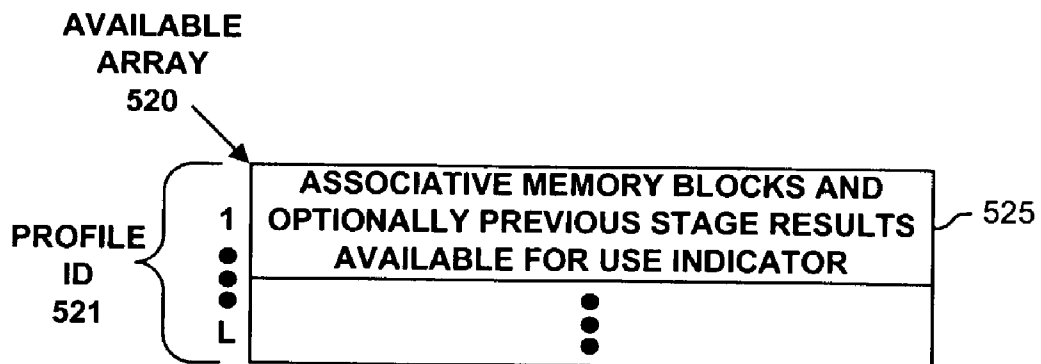 AVAILABLE
ARRAY
520
ASSOCIATIVE MEMORY BLOCKS AND
OPTIONALLY PREVIOUS STAGE RESULTS
AVAILABLE FOR USE INDICATOR
525
PROFILE
ID
521
1
L